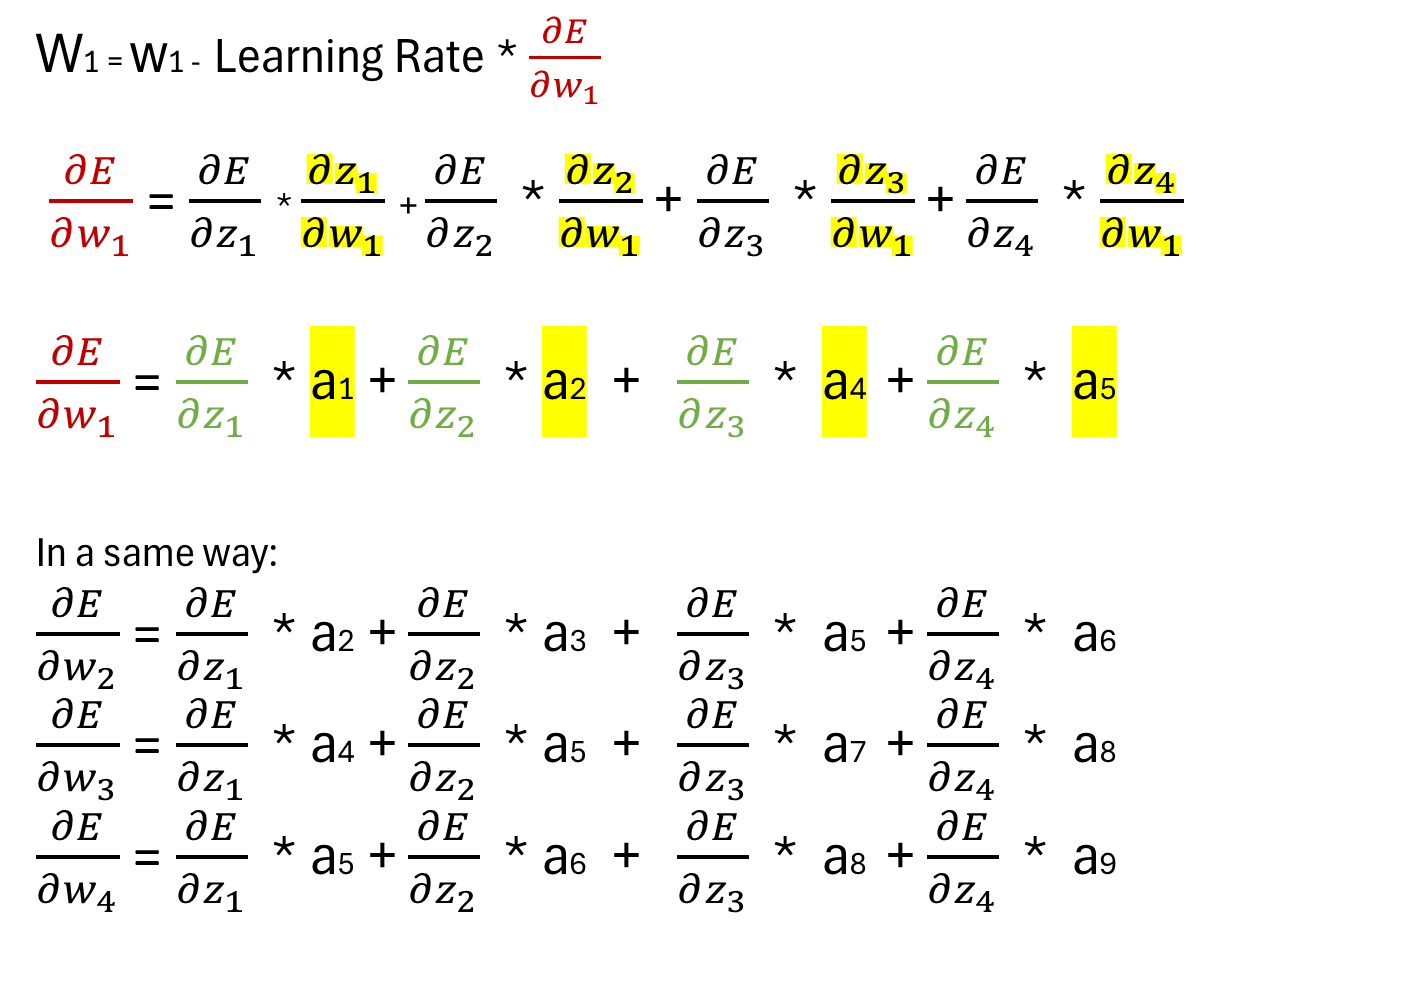 W₁ = w₁ - Learning Rate * ∂E/∂w₁
∂E/∂w₁ = ∂E/∂z₁ * ∂z₁/∂w₁ + ∂E/∂z₂ * ∂z₂/∂w₁ + ∂E/∂z₃ * ∂z₃/∂w₁ + ∂E/∂z₄ * ∂z₄/∂w₁
∂E/∂w₁ = ∂E/∂z₁ * a₁ + ∂E/∂z₂ * a₂ + ∂E/∂z₃ * a₄ + ∂E/∂z₄ * a₅
In a same way:
∂E/∂w₂ = ∂E/∂z₁ * a₂ + ∂E/∂z₂ * a₃ + ∂E/∂z₃ * a₅ + ∂E/∂z₄ * a₆
∂E/∂w₃ = ∂E/∂z₁ * a₄ + ∂E/∂z₂ * a₅ + ∂E/∂z₃ * a₇ + ∂E/∂z₄ * a₈
∂E/∂w₄ = ∂E/∂z₁ * a₅ + ∂E/∂z₂ * a₆ + ∂E/∂z₃ * a₈ + ∂E/∂z₄ * a₉